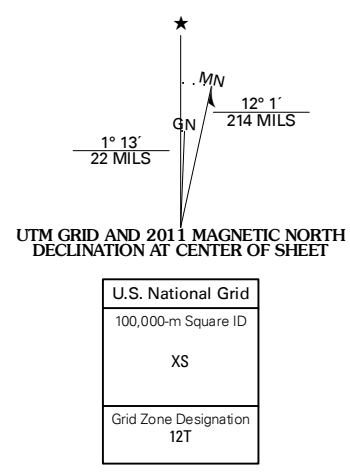 ★
MN
GN
12° 1´
214 MILS
1° 13´
22 MILS
UTM GRID AND 2011 MAGNETIC NORTH
DECLINATION AT CENTER OF SHEET
U.S. National Grid
100,000-m Square ID
XS
Grid Zone Designation
12T